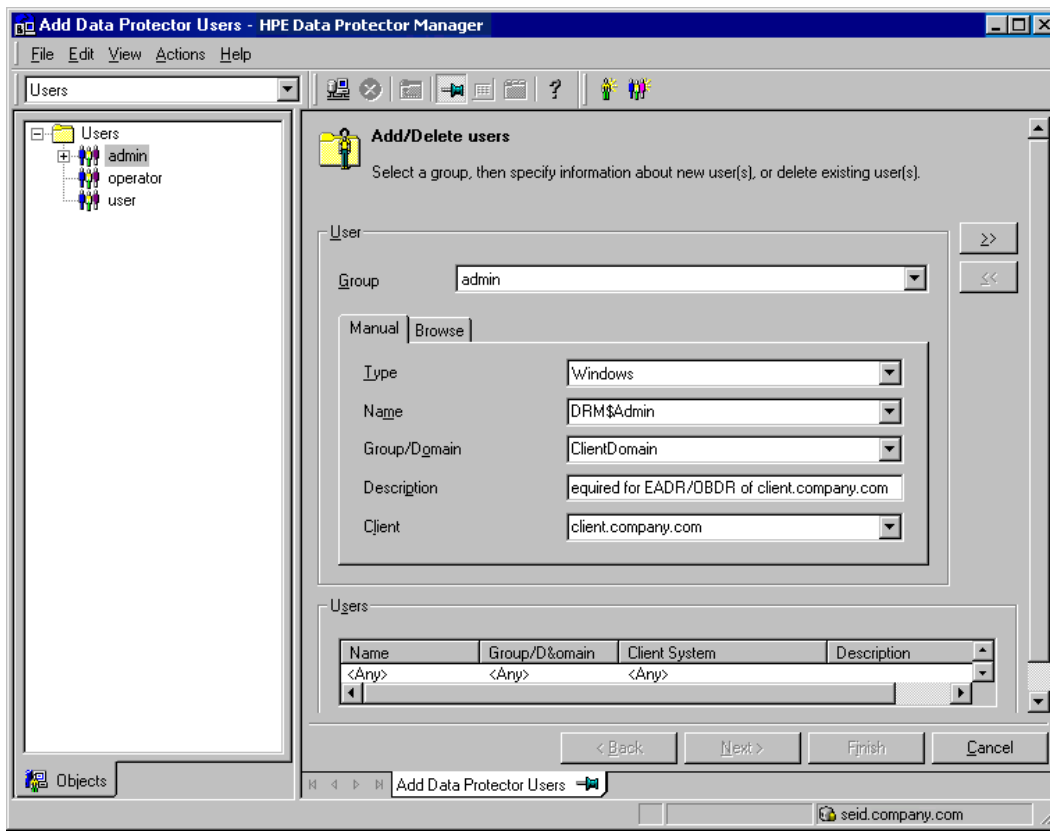 Add Data Protector Users - HPE Data Protector Manager
File Edit View Actions Help
Users
?
Users
admin
operator
user
Add/Delete users
Select a group, then specify information about new user(s), or delete existing user(s).
User
>>
<<
Group admin
Manual Browse
Type Windows
Name DRM$Admin
Group/Domain ClientDomain
Description equired for EADR/OBDR of client.company.com
Client client.company.com
Users
Name Group/D&omain Client System Description
<Any> <Any> <Any>
< Back Next > Finish Cancel
Objects
Add Data Protector Users
seid.company.com